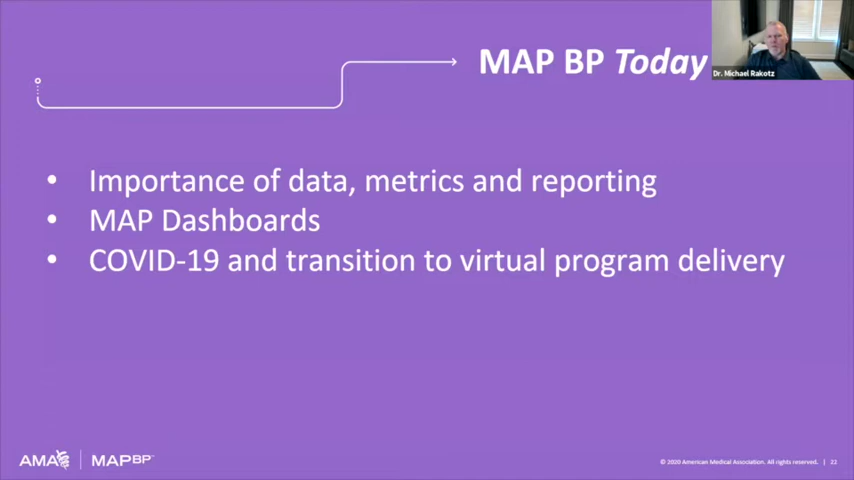 MAP BP Today
Dr. Michael Rakotz
• Importance of data, metrics and reporting
• MAP Dashboards
• COVID-19 and transition to virtual program delivery
AMA | MAP BP™
© 2020 American Medical Association. All rights reserved. | 22